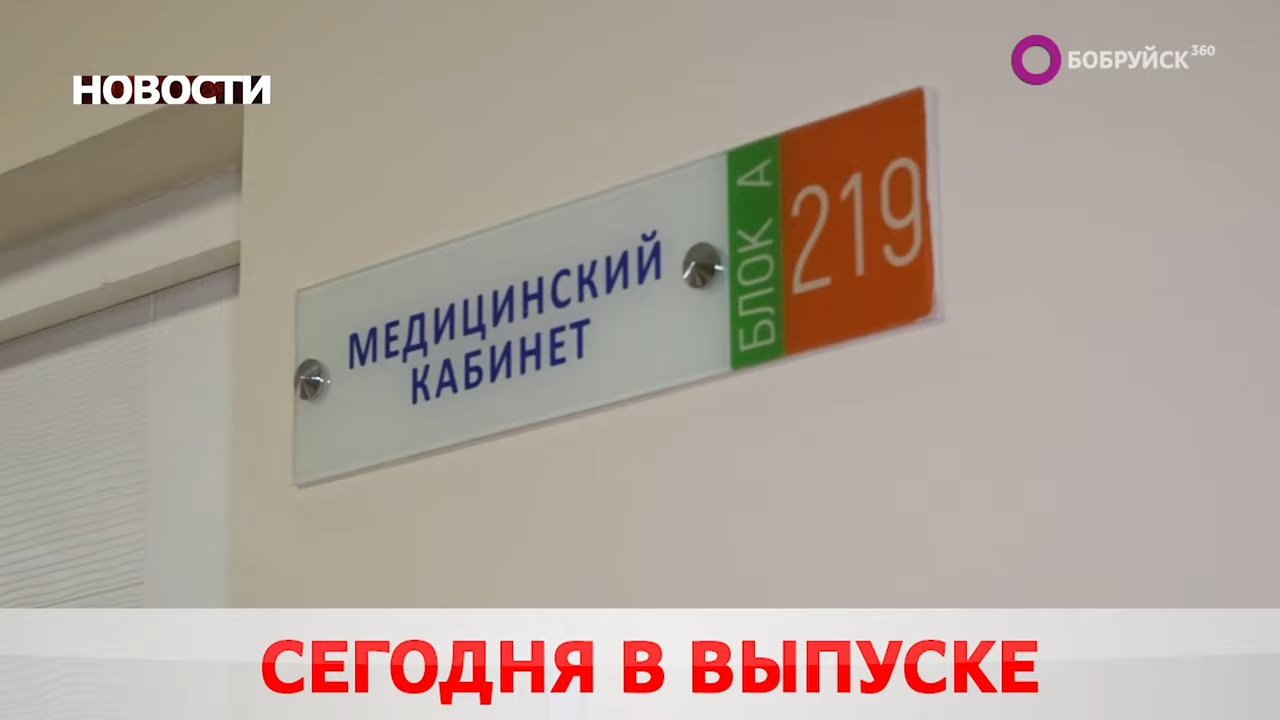 НОВОСТИ
БОБРУЙСК360
МЕДИЦИНСКИЙ
КАБИНЕТ
БЛОК А
219
СЕГОДНЯ В ВЫПУСКЕ